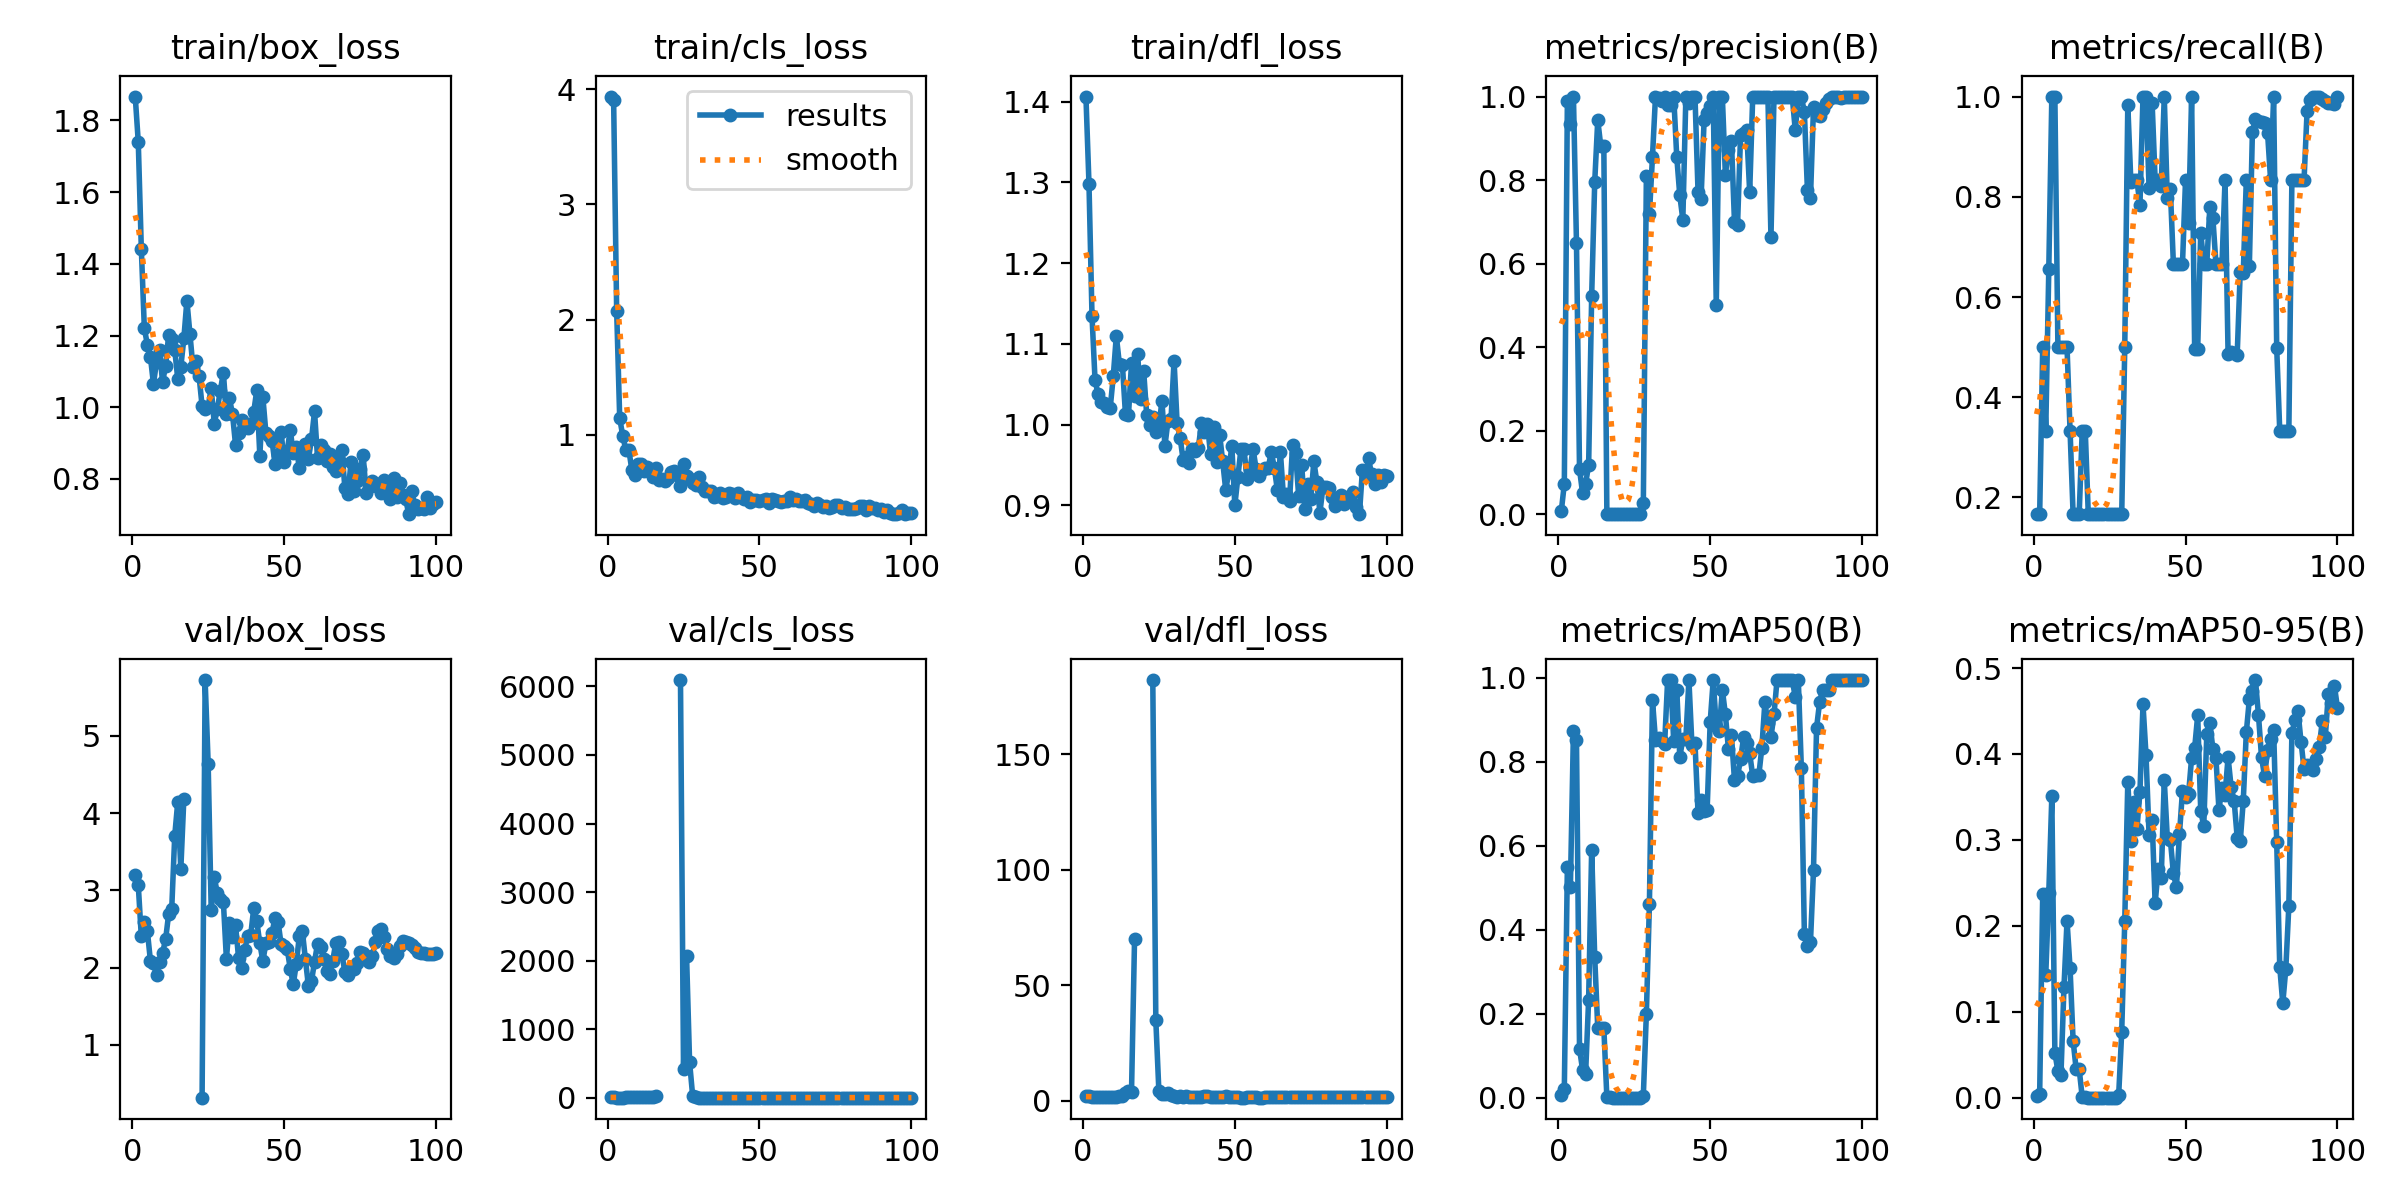 train/box_loss
1.8
1.6
1.4
1.2
1.0
0.8
0 50 100
train/cls_loss
results
smooth
4
3
2
1
0 50 100
train/dfl_loss
1.4
1.3
1.2
1.1
1.0
0.9
0 50 100
metrics/precision(B)
1.0
0.8
0.6
0.4
0.2
0.0
0 50 100
metrics/recall(B)
1.0
0.8
0.6
0.4
0.2
0 50 100
val/box_loss
5
4
3
2
1
0 50 100
val/cls_loss
6000
5000
4000
3000
2000
1000
0
0 50 100
val/dfl_loss
150
100
50
0
0 50 100
metrics/mAP50(B)
1.0
0.8
0.6
0.4
0.2
0.0
0 50 100
metrics/mAP50-95(B)
0.5
0.4
0.3
0.2
0.1
0.0
0 50 100